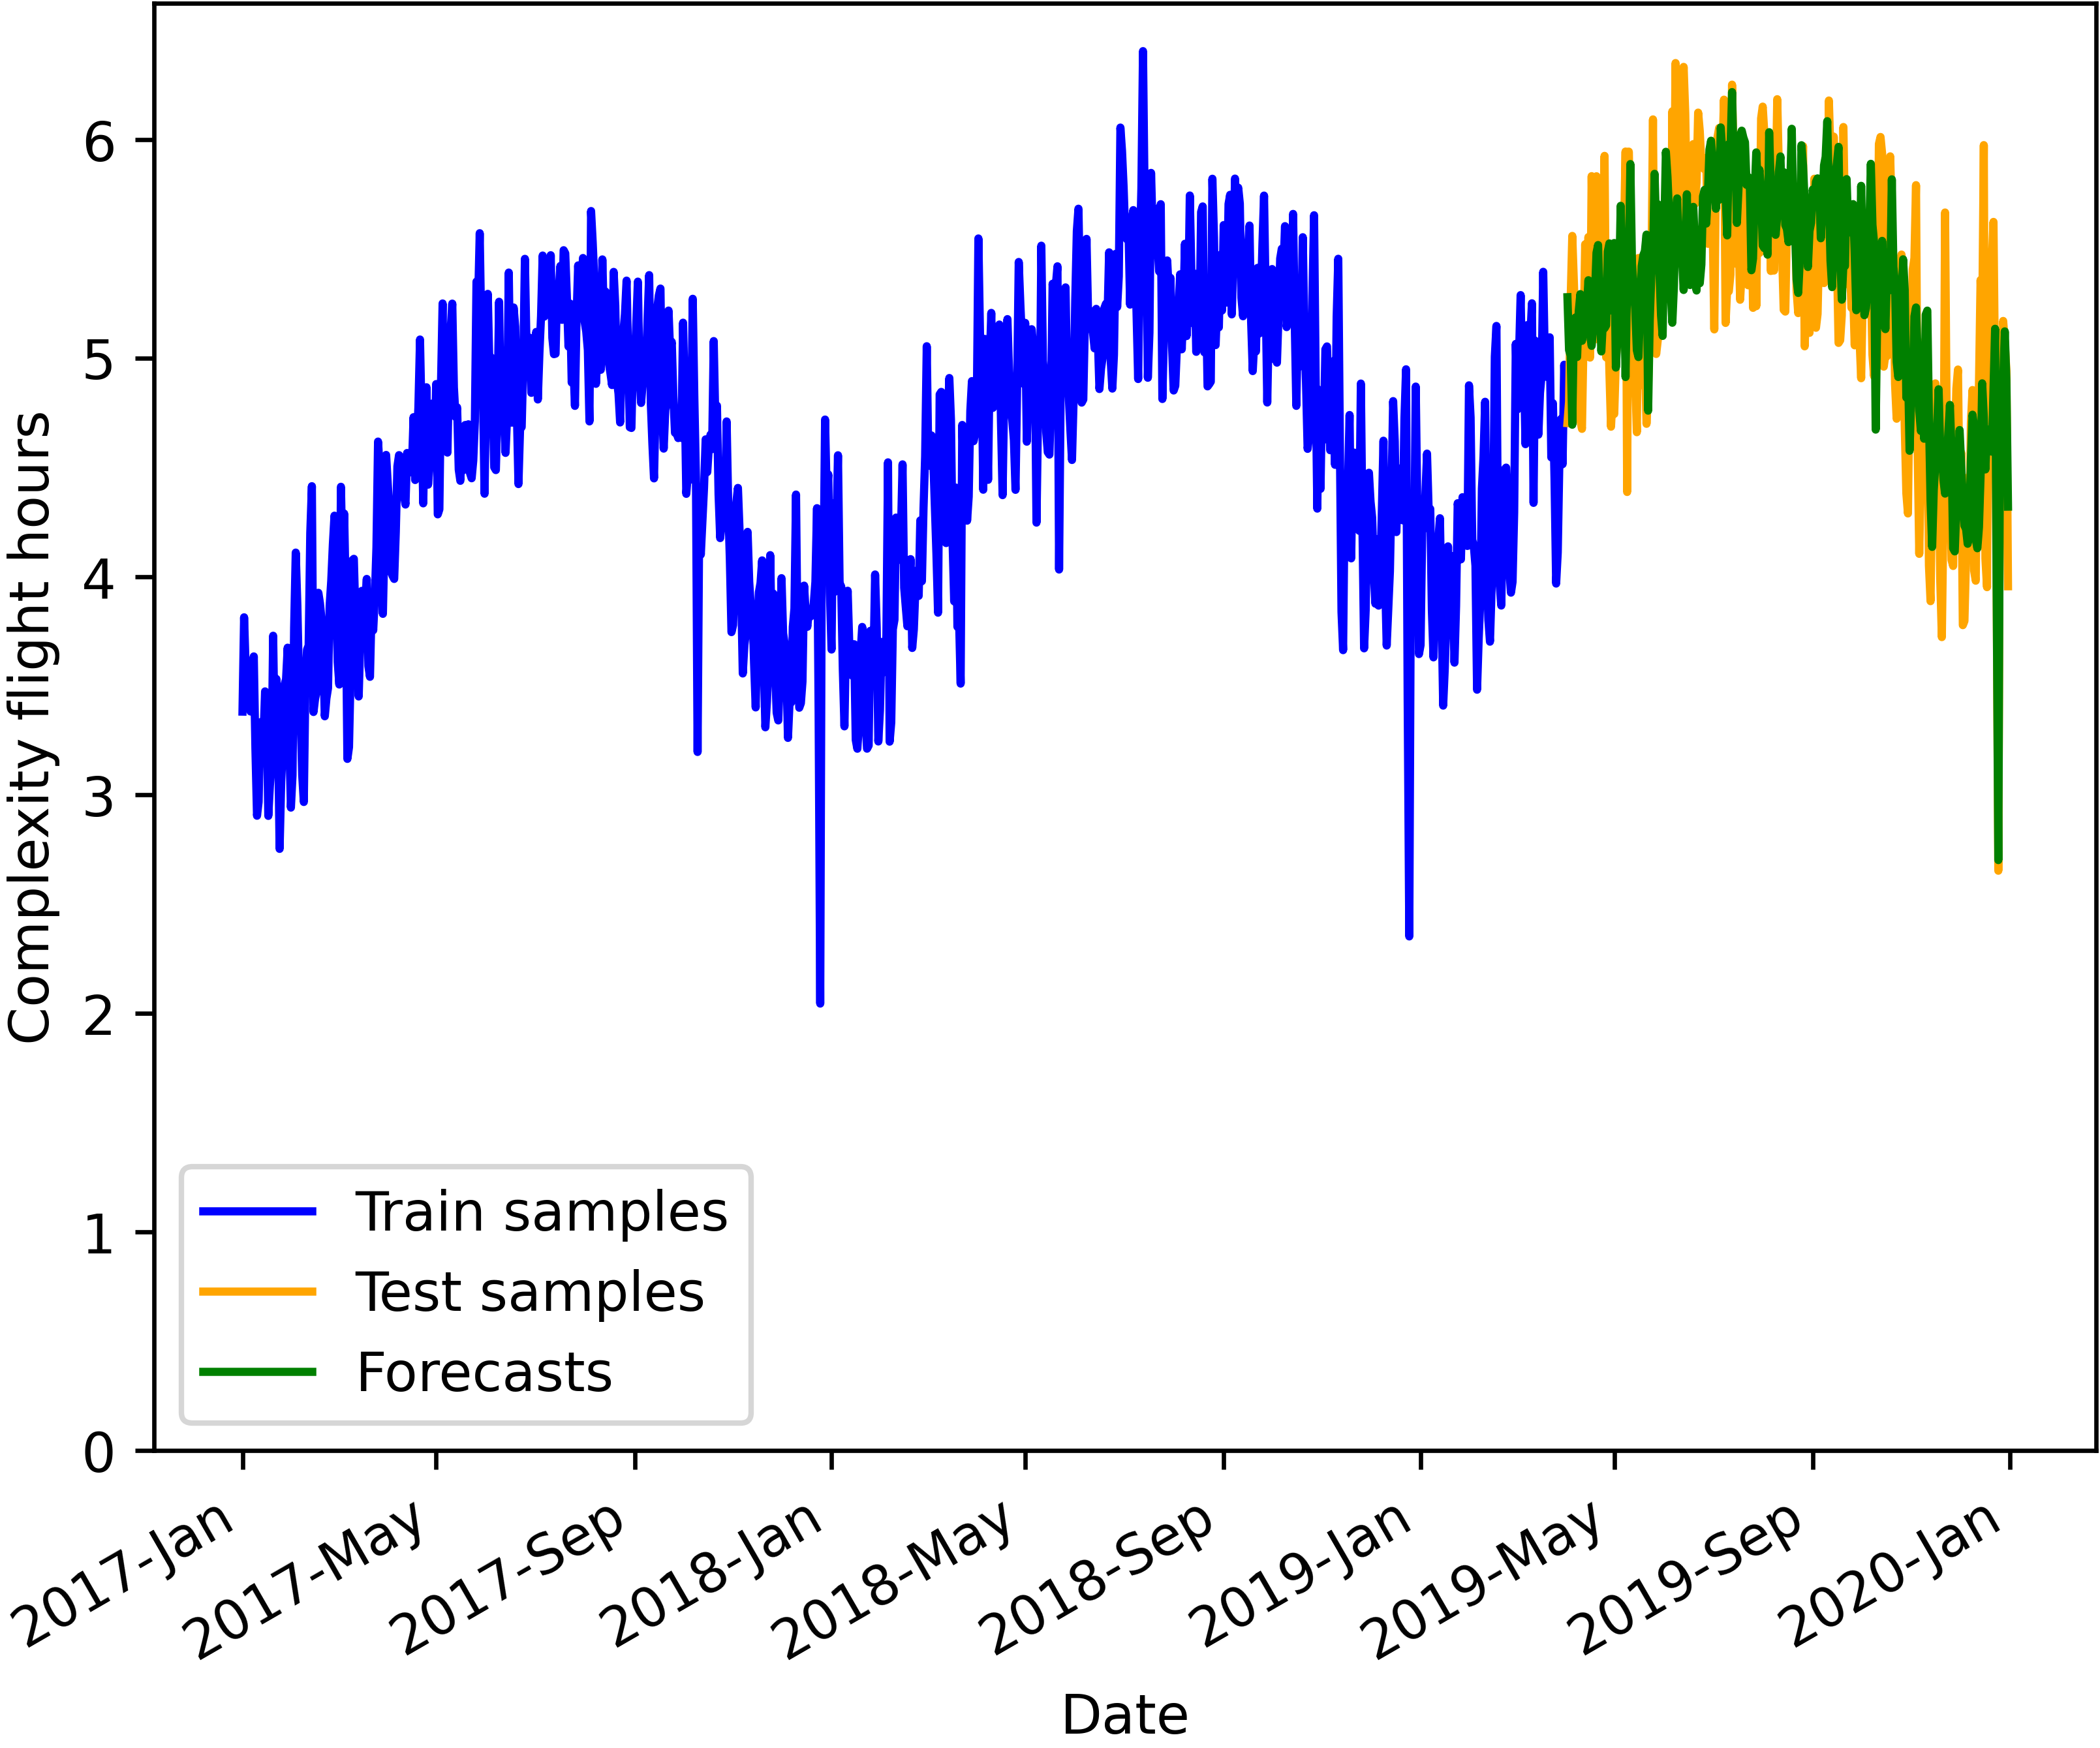 Complexity flight hours
6
5
4
3
2
1
0
Train samples
Test samples
Forecasts
2017-Jan
2017-May
2017-Sep
2018-Jan
2018-May
2018-Sep
2019-Jan
2019-May
2019-Sep
2020-Jan
Date